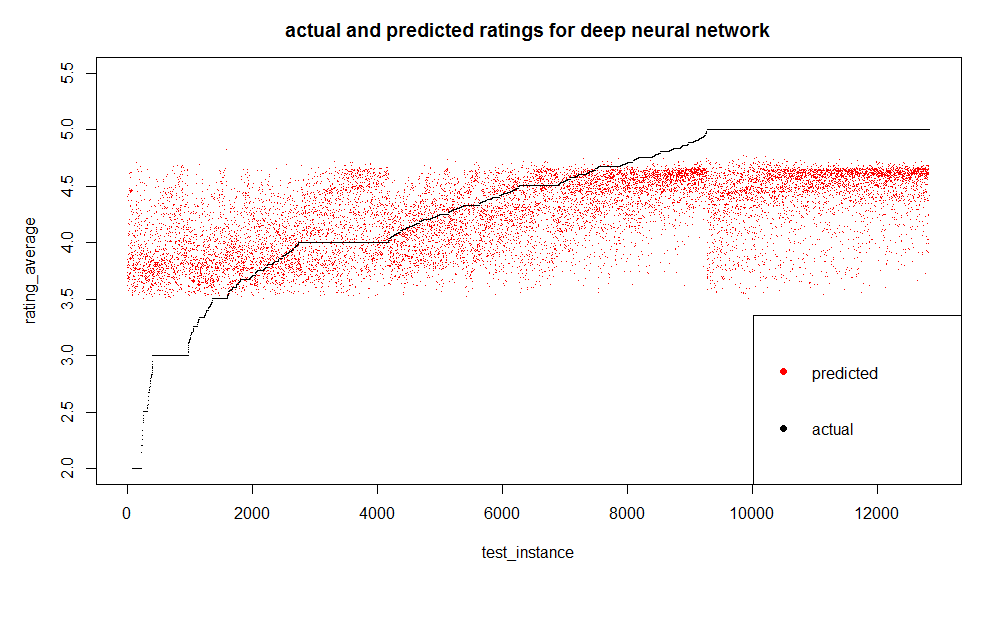 actual and predicted ratings for deep neural network
5.5
5.0
4.5
4.0
3.5
3.0
2.5
2.0
rating_average
predicted
actual
0 2000 4000 6000 8000 10000 12000
test_instance